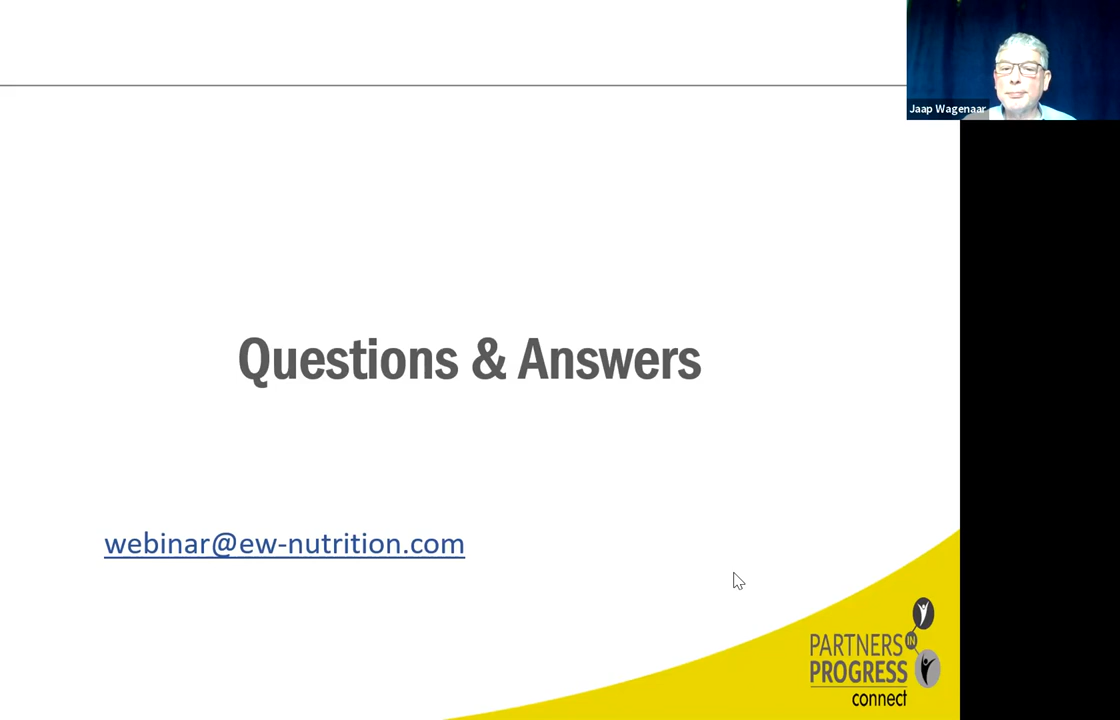 Jaap Wagenaar
Questions & Answers
webinar@ew-nutrition.com
PARTNERS
IN
PROGRESS
connect